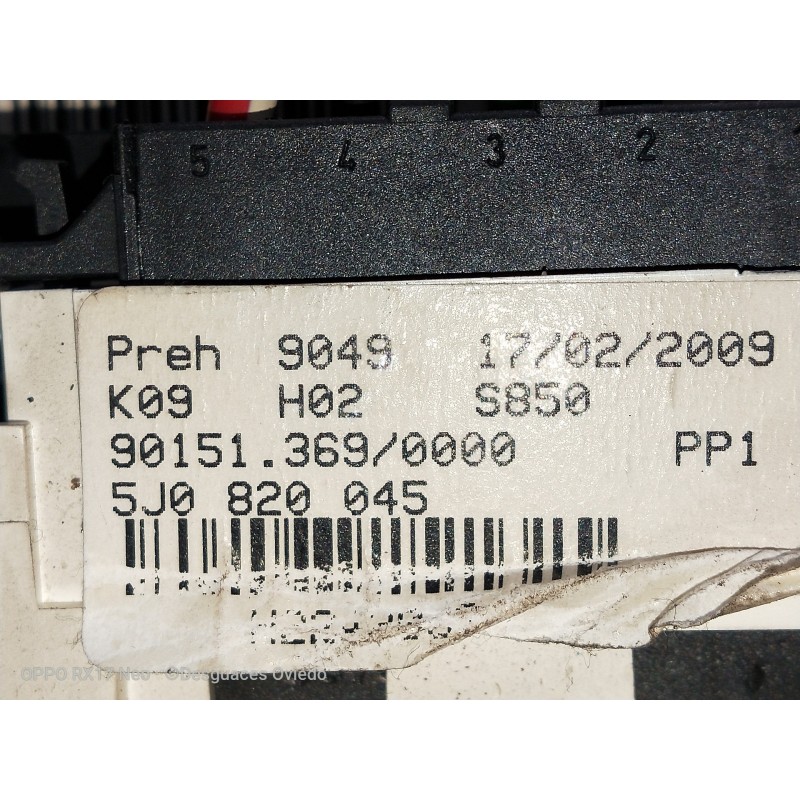 5 4 3 2
Preh 9049 17/02/2009
K09 H02 S850
90151.369/0000 PP1
5J0 820 045
OPPO RX17 Neo ©Desguaces Oviedo